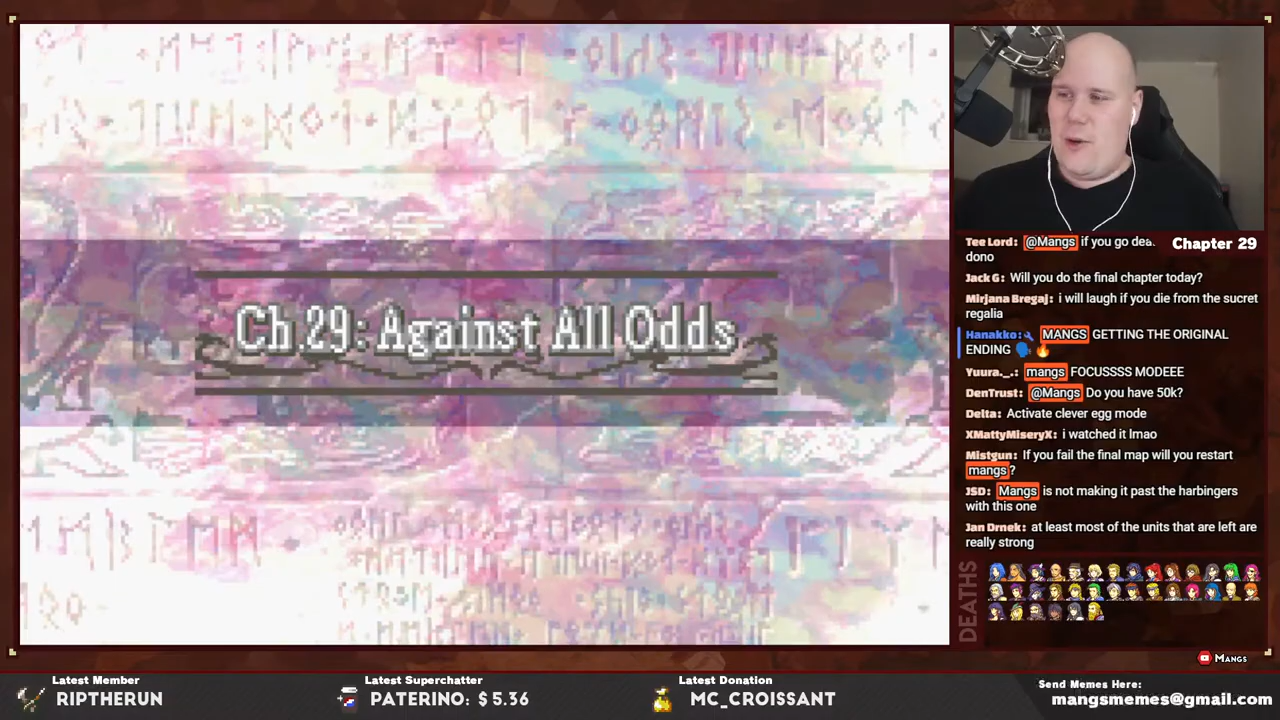 Ch.29: Against All Odds
Tee Lord: @Mangs if you go dea.
dono
Chapter 29
Jack G: Will you do the final chapter today?
Mirjana Bregaj: i will laugh if you die from the sucret
regalia
Hanakko: MANGS GETTING THE ORIGINAL
ENDING 🗣️ 🔥
Yuura._.: mangs FOCUSSSS MODEEE
DenTrust: @Mangs Do you have 50k?
Delta: Activate clever egg mode
XMattyMiseryX: i watched it lmao
Mistgun: If you fail the final map will you restart
mangs ?
JSD: Mangs is not making it past the harbingers
with this one
Jan Drnek: at least most of the units that are left are
really strong
DEATHS
Mangs
Latest Member
RIPTHERUN
Latest Superchatter
PATERINO: $5.36
Latest Donation
MC_CROISSANT
Send Memes Here:
mangsmemes@gmail.com